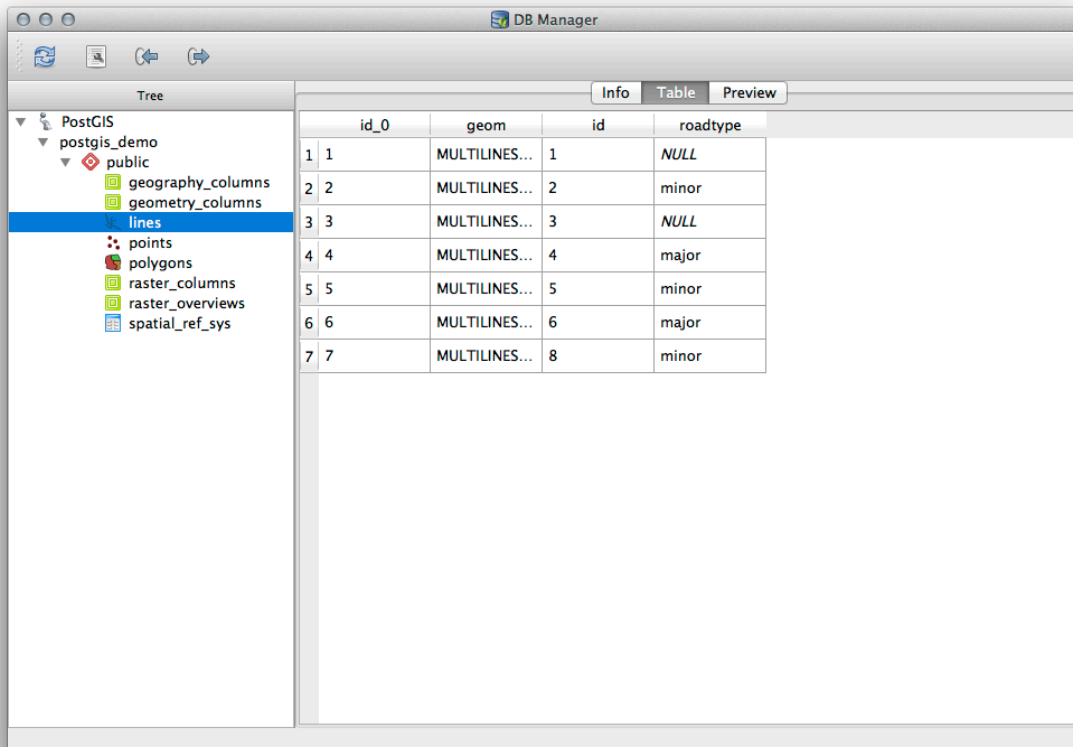 DB Manager
Tree
Info Table Preview
PostGIS
postgis_demo
public
geography_columns
geometry_columns
lines
points
polygons
raster_columns
raster_overviews
spatial_ref_sys
id_0 geom id roadtype
1 1 MULTILINES... 1 NULL
2 2 MULTILINES... 2 minor
3 3 MULTILINES... 3 NULL
4 4 MULTILINES... 4 major
5 5 MULTILINES... 5 minor
6 6 MULTILINES... 6 major
7 7 MULTILINES... 8 minor